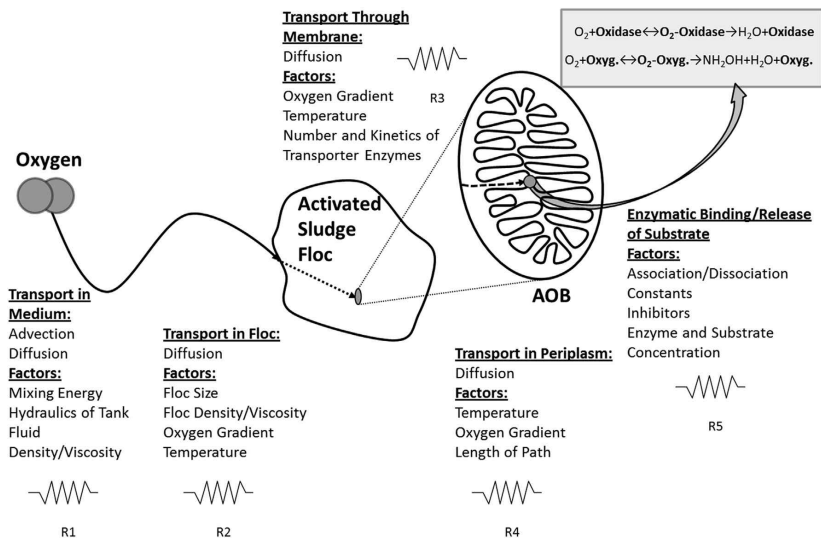 Transport Through
Membrane:
Diffusion
Factors:
Oxygen Gradient
Temperature
Number and Kinetics of
Transporter Enzymes
R3
O₂+Oxidase↔O₂-Oxidase→H₂O+Oxidase
O₂+Oxyg.↔O₂-Oxyg.→NH₂OH+H₂O+Oxyg.
Oxygen
Activated
Sludge
Floc
AOB
Enzymatic Binding/Release
of Substrate
Factors:
Association/Dissociation
Constants
Inhibitors
Enzyme and Substrate
Concentration
R5
Transport in
Medium:
Advection
Diffusion
Factors:
Mixing Energy
Hydraulics of Tank
Fluid
Density/Viscosity
R1
Transport in Floc:
Diffusion
Factors:
Floc Size
Floc Density/Viscosity
Oxygen Gradient
Temperature
R2
Transport in Periplasm:
Diffusion
Factors:
Temperature
Oxygen Gradient
Length of Path
R4